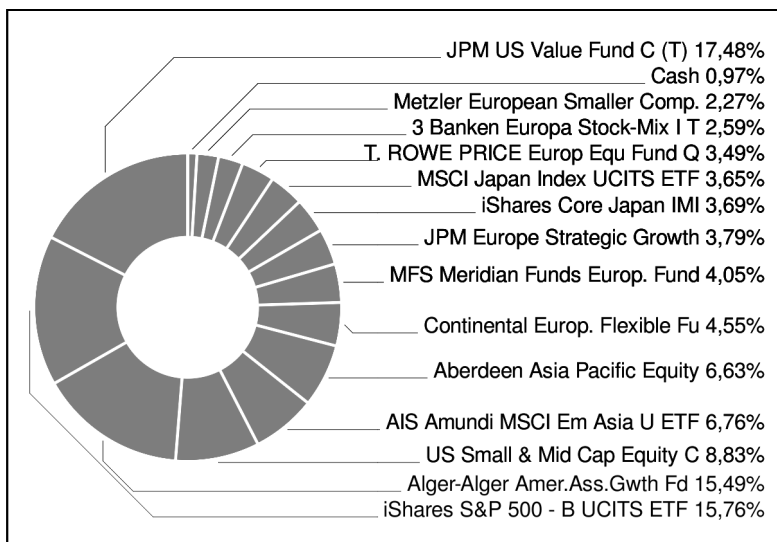 JPM US Value Fund C (T) 17,48%
Cash 0,97%
Metzler European Smaller Comp. 2,27%
3 Banken Europa Stock-Mix I T 2,59%
T. ROWE PRICE Europ Equ Fund Q 3,49%
MSCI Japan Index UCITS ETF 3,65%
iShares Core Japan IMI 3,69%
JPM Europe Strategic Growth 3,79%
MFS Meridian Funds Europ. Fund 4,05%
Continental Europ. Flexible Fu 4,55%
Aberdeen Asia Pacific Equity 6,63%
AIS Amundi MSCI Em Asia U ETF 6,76%
US Small & Mid Cap Equity C 8,83%
Alger-Alger Amer.Ass.Gwth Fd 15,49%
iShares S&P 500 - B UCITS ETF 15,76%